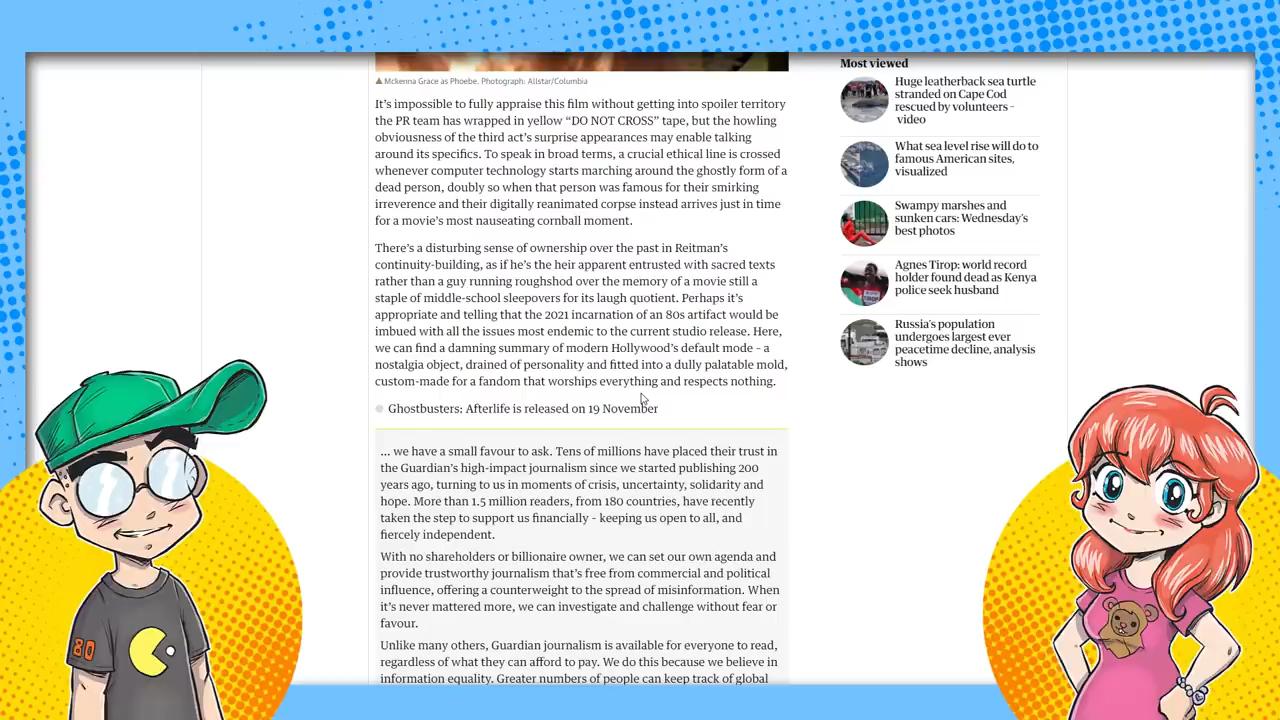 Mckenna Grace as Phoebe. Photograph: Allstar/Columbia
It's impossible to fully appraise this film without getting into spoiler territory
the PR team has wrapped in yellow “DO NOT CROSS” tape, but the howling
obviousness of the third act's surprise appearances may enable talking
around its specifics. To speak in broad terms, a crucial ethical line is crossed
whenever computer technology starts marching around the ghostly form of a
dead person, doubly so when that person was famous for their smirking
irreverence and their digitally reanimated corpse instead arrives just in time
for a movie's most nauseating cornball moment.
There's a disturbing sense of ownership over the past in Reitman's
continuity-building, as if he's the heir apparent entrusted with sacred texts
rather than a guy running roughshod over the memory of a movie still a
staple of middle-school sleepovers for its laugh quotient. Perhaps it's
appropriate and telling that the 2021 incarnation of an 80s artifact would be
imbued with all the issues most endemic to the current studio release. Here,
we can find a damning summary of modern Hollywood's default mode – a
nostalgia object, drained of personality and fitted into a dully palatable mold,
custom-made for a fandom that worships everything and respects nothing.
Ghostbusters: Afterlife is released on 19 November
... we have a small favour to ask. Tens of millions have placed their trust in
the Guardian's high-impact journalism since we started publishing 200
years ago, turning to us in moments of crisis, uncertainty, solidarity and
hope. More than 1.5 million readers, from 180 countries, have recently
taken the step to support us financially – keeping us open to all, and
fiercely independent.
With no shareholders or billionaire owner, we can set our own agenda and
provide trustworthy journalism that's free from commercial and political
influence, offering a counterweight to the spread of misinformation. When
it's never mattered more, we can investigate and challenge without fear or
favour.
Unlike many others, Guardian journalism is available for everyone to read,
regardless of what they can afford to pay. We do this because we believe in
information equality. Greater numbers of people can keep track of global
Most viewed
Huge leatherback sea turtle
stranded on Cape Cod
rescued by volunteers –
video
What sea level rise will do to
famous American sites,
visualized
Swampy marshes and
sunken cars: Wednesday's
best photos
Agnes Tirop: world record
holder found dead as Kenya
police seek husband
Russia's population
undergoes largest ever
peacetime decline, analysis
shows
80